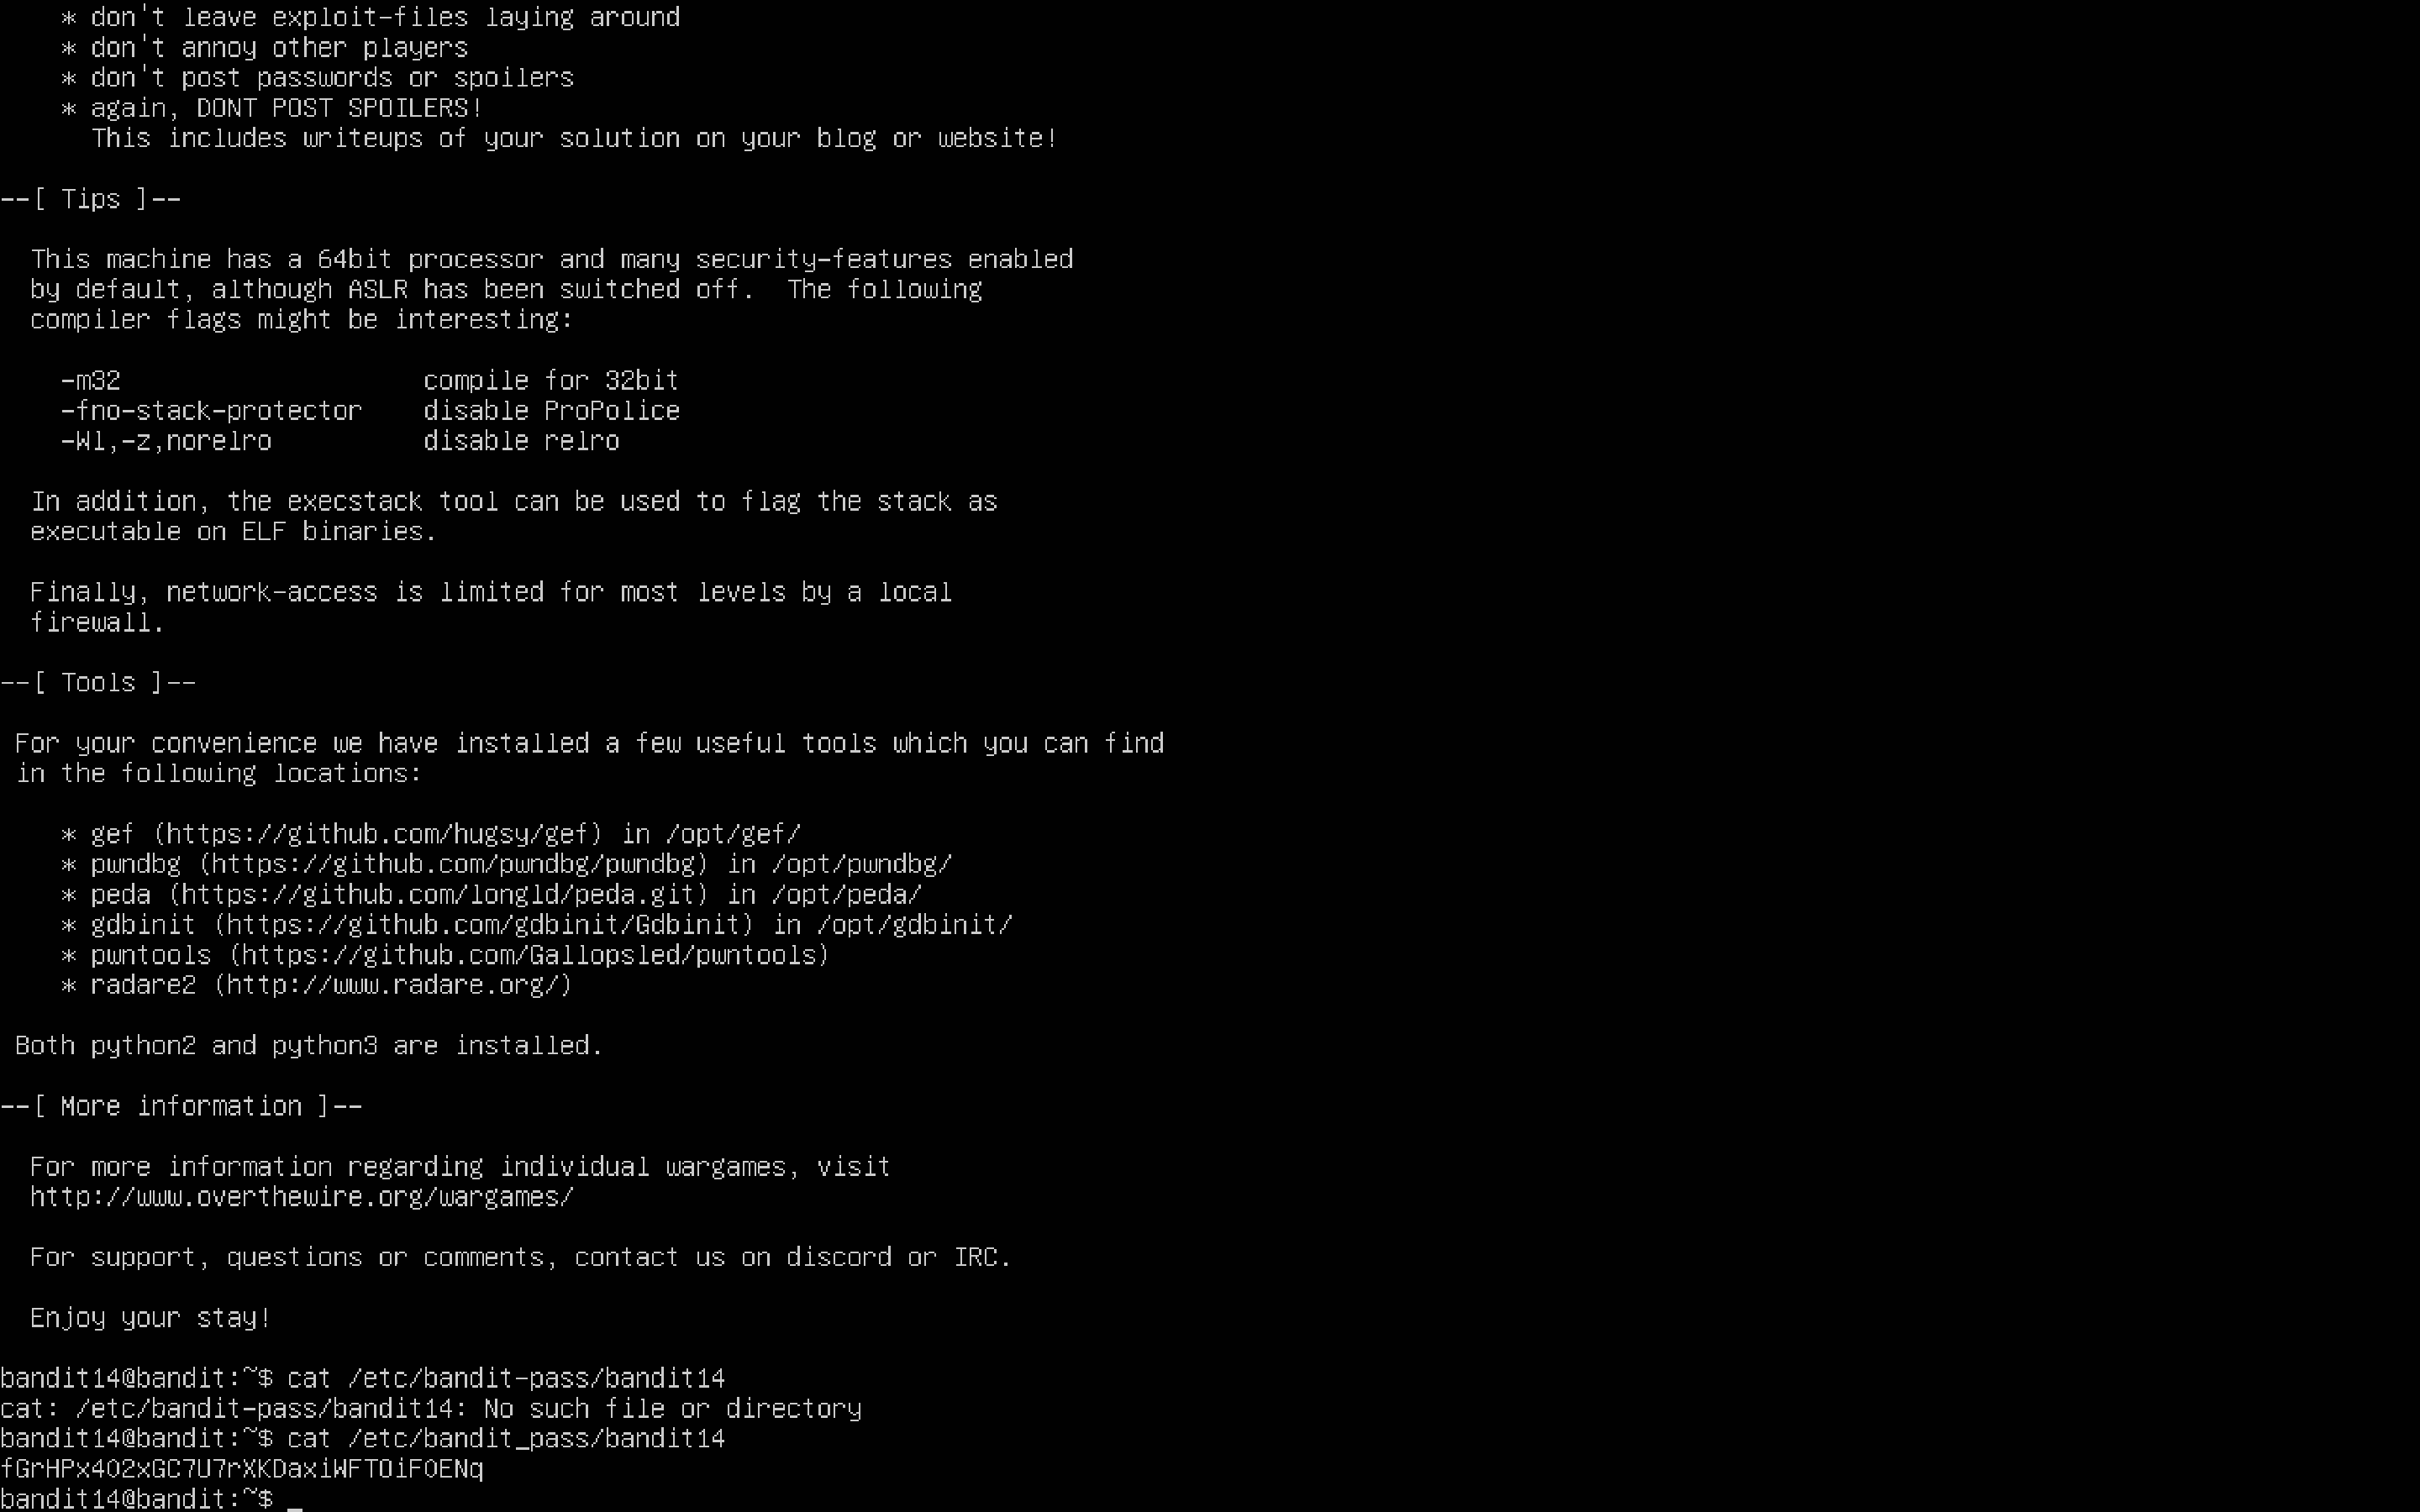 * don't leave exploit-files laying around
* don't annoy other players
* don't post passwords or spoilers
* again, DONT POST SPOILERS!
This includes writeups of your solution on your blog or website!
--[ Tips ]--
This machine has a 64bit processor and many security-features enabled
by default, although ASLR has been switched off.  The following
compiler flags might be interesting:
-m32                    compile for 32bit
-fno-stack-protector    disable ProPolice
-Wl,-z,norelro          disable relro
In addition, the execstack tool can be used to flag the stack as
executable on ELF binaries.
Finally, network-access is limited for most levels by a local
firewall.
--[ Tools ]--
For your convenience we have installed a few useful tools which you can find
in the following locations:
* gef (https://github.com/hugsy/gef) in /opt/gef/
* pwndbg (https://github.com/pwndbg/pwndbg) in /opt/pwndbg/
* peda (https://github.com/longld/peda.git) in /opt/peda/
* gdbinit (https://github.com/gdbinit/Gdbinit) in /opt/gdbinit/
* pwntools (https://github.com/Gallopsled/pwntools)
* radare2 (http://www.radare.org/)
Both python2 and python3 are installed.
--[ More information ]--
For more information regarding individual wargames, visit
http://www.overthewire.org/wargames/
For support, questions or comments, contact us on discord or IRC.
Enjoy your stay!
bandit14@bandit:~$ cat /etc/bandit-pass/bandit14
cat: /etc/bandit-pass/bandit14: No such file or directory
bandit14@bandit:~$ cat /etc/bandit_pass/bandit14
fGrHPx402xGC7U7rXKDaxiWFTOiF0ENq
bandit14@bandit:~$ _